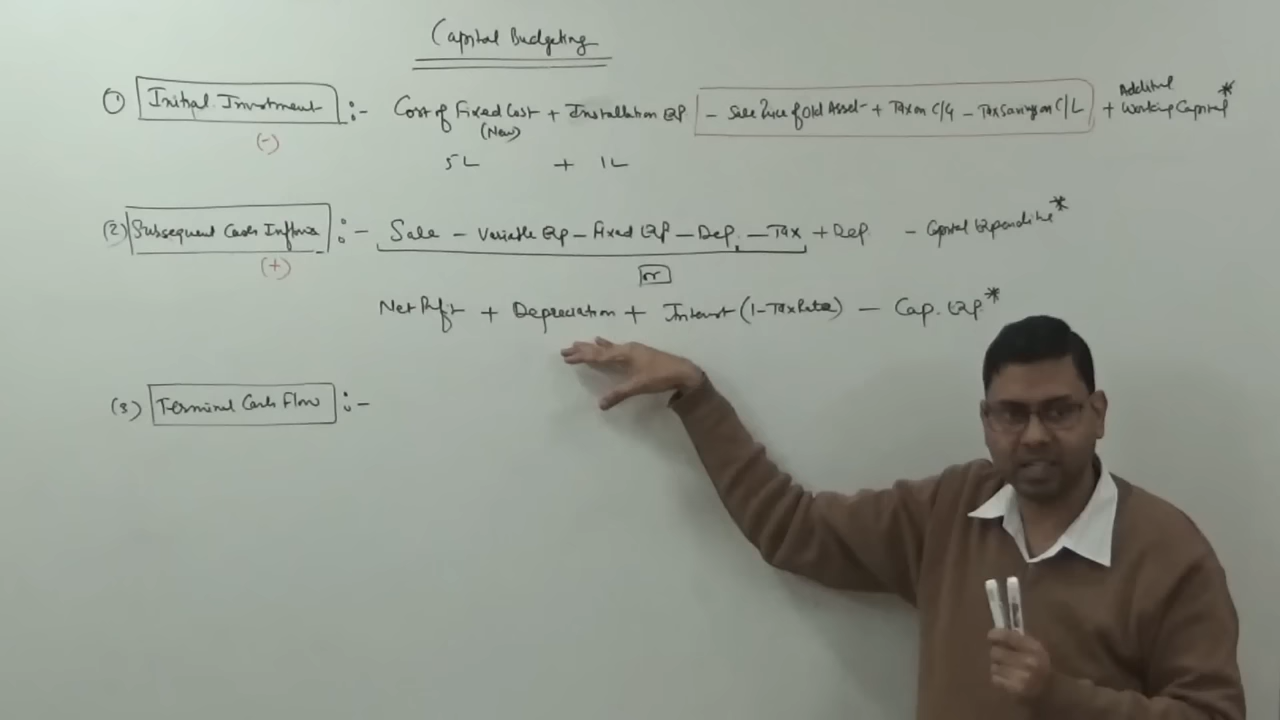 Capital Budgeting
① Initial Investment :- Cost of Fixed Cost + Installation Exp - Sale Price of Old Asset + Tax on C/G - Tax Saving on C/L + Additional Working Capital *
(New)
(-)
5L + 1L
(2) Subsequent Cash Inflows :- Sale - Variable Exp - Fixed Exp - Dep. - Tax + Dep - Capital Expenditure *
(+)
or
Net Profit + Depreciation + Interest (1 - Tax Rate) - Cap. Exp. *
(3) Terminal Cash Flow :-